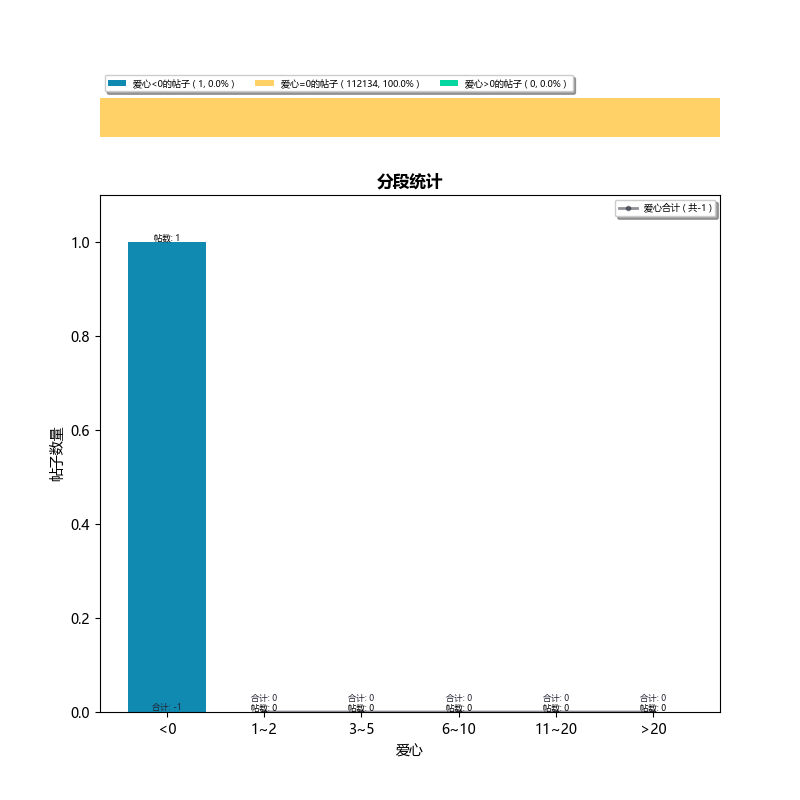 爱心<0的帖子 ( 1, 0.0% ) 爱心=0的帖子 ( 112134, 100.0% ) 爱心>0的帖子 ( 0, 0.0% )
分段统计
爱心合计 ( 共-1 )
帖数: 1
1.0
0.8
0.6
0.4
0.2
0.0
帖子数量
合计: -1
合计: 0 合计: 0 合计: 0 合计: 0 合计: 0
帖数: 0 帖数: 0 帖数: 0 帖数: 0 帖数: 0
<0 1~2 3~5 6~10 11~20 >20
爱心